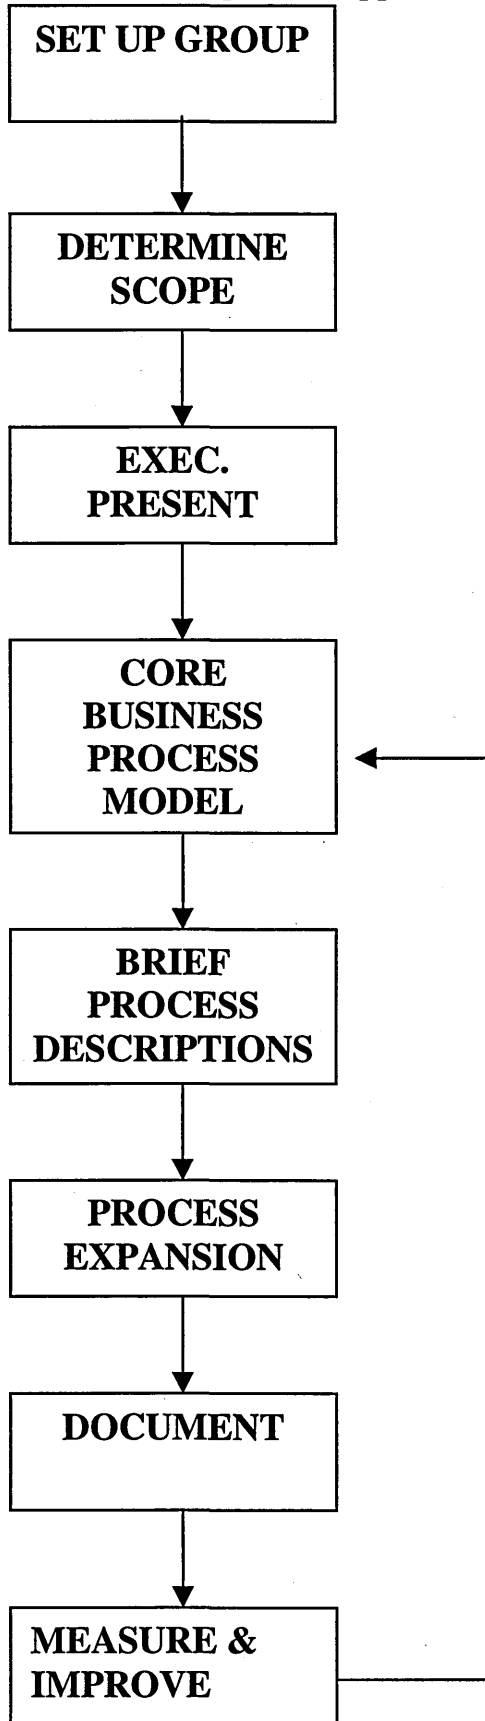 SET UP GROUP
DETERMINE
SCOPE
EXEC.
PRESENT
CORE
BUSINESS
PROCESS
MODEL
BRIEF
PROCESS
DESCRIPTIONS
PROCESS
EXPANSION
DOCUMENT
MEASURE &
IMPROVE